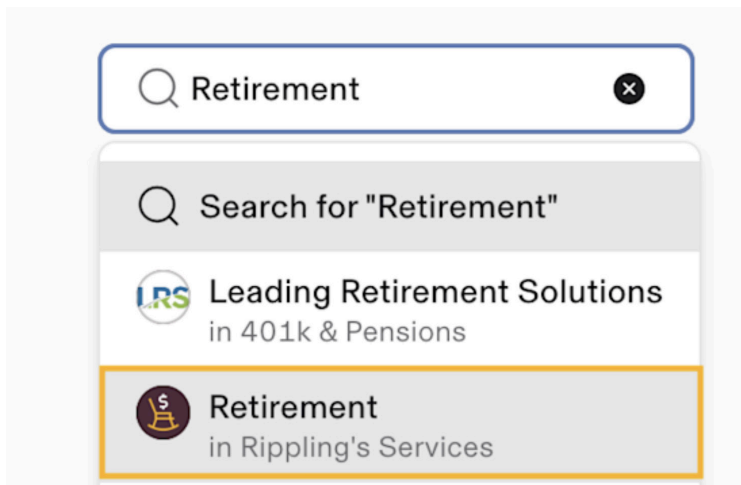 Retirement
Search for "Retirement"
LRS
Leading Retirement Solutions
in 401k & Pensions
$
Retirement
in Rippling's Services